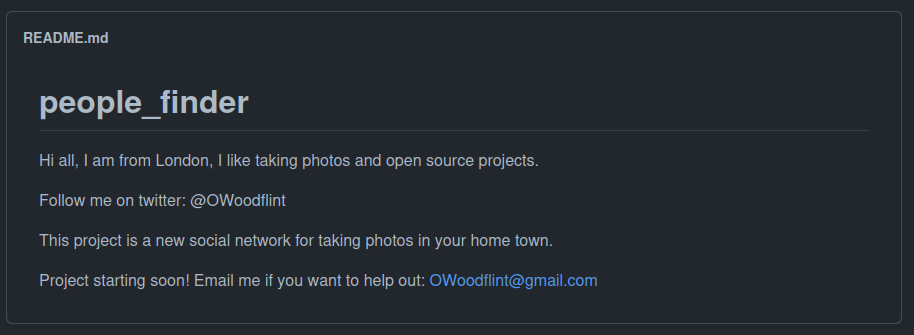 README.md
people_finder
Hi all, I am from London, I like taking photos and open source projects.
Follow me on twitter: @OWoodflint
This project is a new social network for taking photos in your home town.
Project starting soon! Email me if you want to help out: OWoodflint@gmail.com